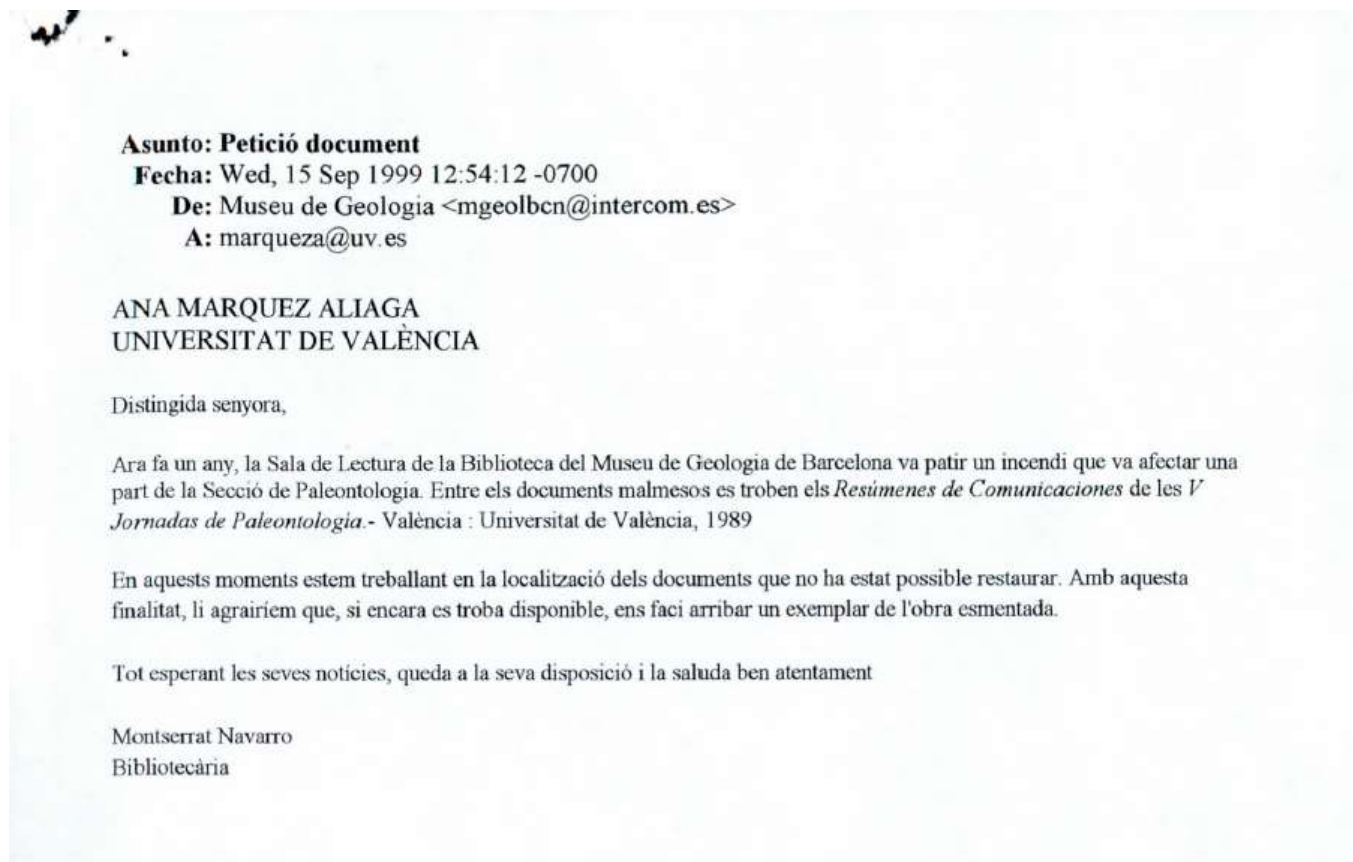 Asunto: Petició document
Fecha: Wed, 15 Sep 1999 12:54:12 -0700
De: Museu de Geologia <mgeolbcn@intercom.es>
A: marqueza@uv.es
ANA MARQUEZ ALIAGA
UNIVERSITAT DE VALÈNCIA
Distingida senyora,
Ara fa un any, la Sala de Lectura de la Biblioteca del Museu de Geologia de Barcelona va patir un incendi que va afectar una
part de la Secció de Paleontologia. Entre els documents malmesos es troben els Resúmenes de Comunicaciones de les V
Jornadas de Paleontologia.- València : Universitat de València, 1989
En aquests moments estem treballant en la localització dels documents que no ha estat possible restaurar. Amb aquesta
finalitat, li agrairíem que, si encara es troba disponible, ens faci arribar un exemplar de l'obra esmentada.
Tot esperant les seves notícies, queda a la seva disposició i la saluda ben atentament
Montserrat Navarro
Bibliotecària